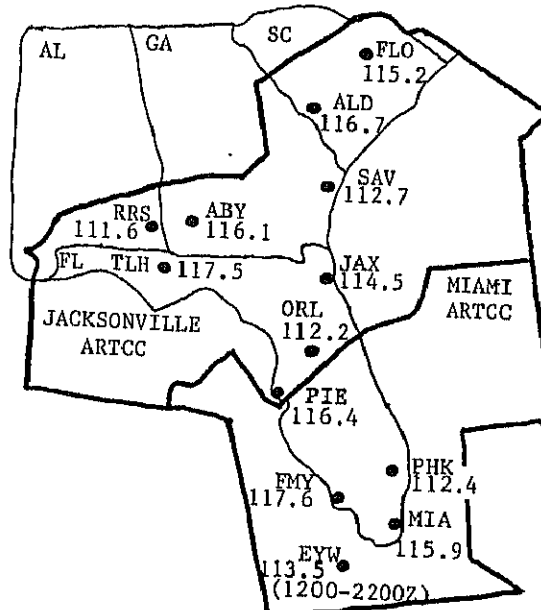 AL
GA
SC
FLO
115.2
ALD
116.7
SAV
112.7
RRS
111.6
ABY
116.1
FL
TLH
117.5
JAX
114.5
MIAMI
ARTCC
ORL
112.2
JACKSONVILLE
ARTCC
PIE
116.4
PHK
112.4
FMY
117.6
MIA
115.9
EYW
113.5
(1200-2200Z)